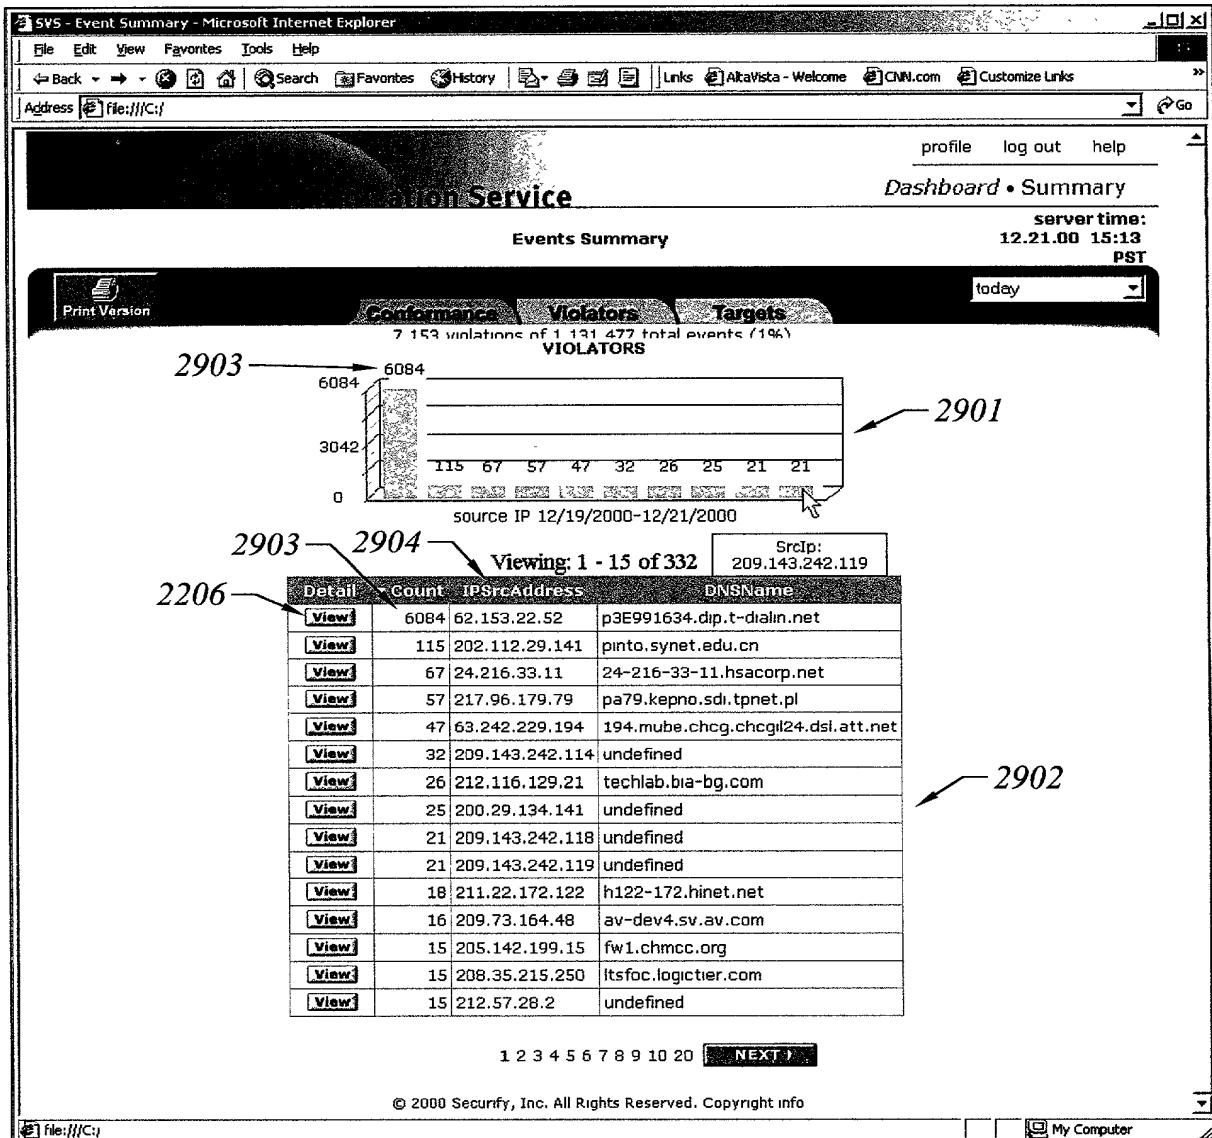 SVS - Event Summary - Microsoft Internet Explorer
File Edit View Favorites Tools Help
Back Search Favorites History Links AltaVista - Welcome CNN.com Customize Links »
Address file:///C:/ Go
profile log out help
Service
Dashboard • Summary
Events Summary
server time:
12.21.00 15:13
PST
Print Version
today
Conformance Violators Targets
7,153 violations of 1,131,477 total events (1%)
VIOLATORS
2903
6084
6084
2901
3042
115 67 57 47 32 26 25 21 21
0
source IP 12/19/2000-12/21/2000
2903 2904
Viewing: 1 - 15 of 332
SrcIp:
209.143.242.119
2206
Detail Count IPSrcAddress DNSName
View 6084 62.153.22.52 p3E991634.dip.t-dialin.net
View 115 202.112.29.141 pinto.synet.edu.cn
View 67 24.216.33.11 24-216-33-11.hsacorp.net
View 57 217.96.179.79 pa79.kepno.sdi.tpnet.pl
View 47 63.242.229.194 194.mube.chcg.chcgil24.dsl.att.net
View 32 209.143.242.114 undefined
View 26 212.116.129.21 techlab.bia-bg.com
2902
View 25 200.29.134.141 undefined
View 21 209.143.242.118 undefined
View 21 209.143.242.119 undefined
View 18 211.22.172.122 h122-172.hinet.net
View 16 209.73.164.48 av-dev4.sv.av.com
View 15 205.142.199.15 fw1.chmcc.org
View 15 208.35.215.250 ltsfoc.logictier.com
View 15 212.57.28.2 undefined
1 2 3 4 5 6 7 8 9 10 20 NEXT
© 2000 Securify, Inc. All Rights Reserved. Copyright info
file:///C:/ My Computer